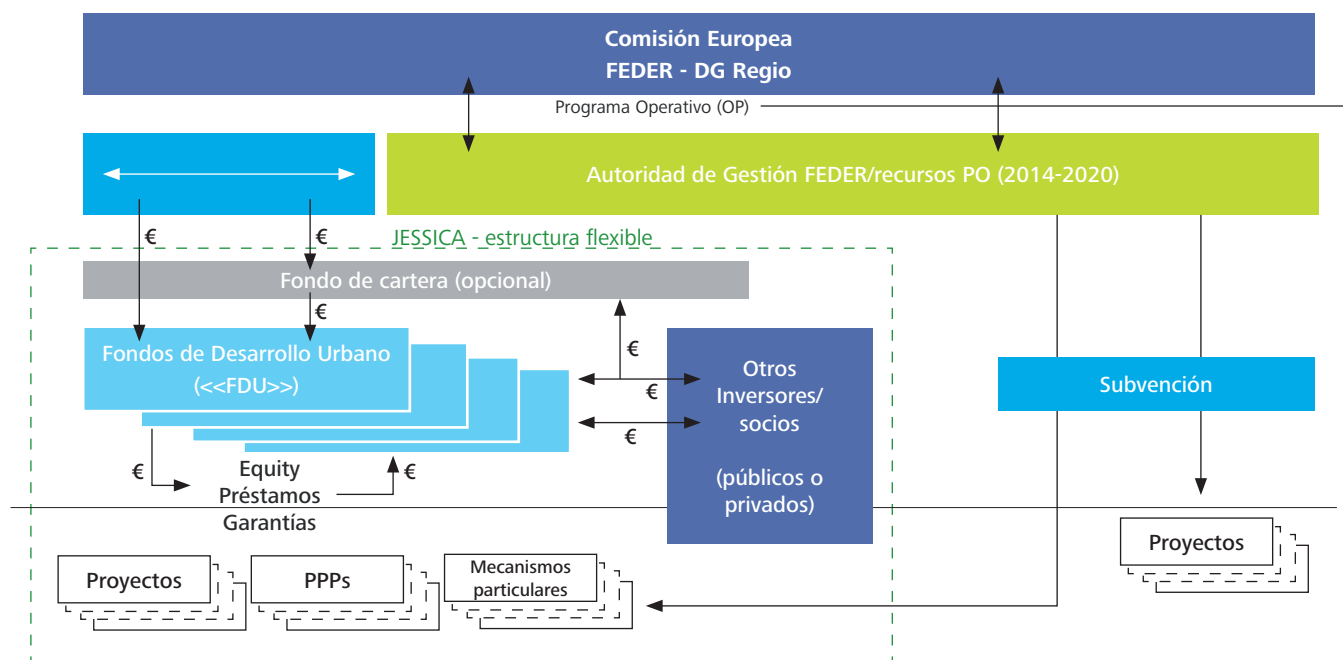 Comisión Europea
FEDER - DG Regio
Programa Operativo (OP)
Autoridad de Gestión FEDER/recursos PO (2014-2020)
€
€
JESSICA - estructura flexible
Fondo de cartera (opcional)
€
Fondos de Desarrollo Urbano
(<<FDU>>)
€
€
€
Otros
Inversores/
socios
(públicos o
privados)
Subvención
€
Equity
Préstamos
Garantías
€
Proyectos
PPPs
Mecanismos
particulares
Proyectos